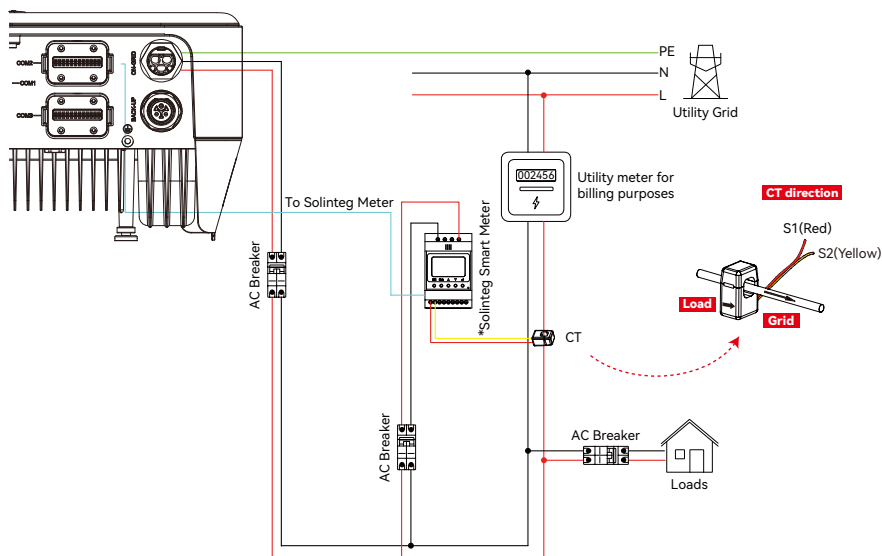 COM2
COM1
COM3
ON-GRID
BACK-UP
PE
N
L
Utility Grid
002456
Utility meter for
billing purposes
To Solinteg Meter
*Solinteg Smart Meter
AC Breaker
CT
CT direction
S1(Red)
S2(Yellow)
Load
Grid
AC Breaker
AC Breaker
Loads